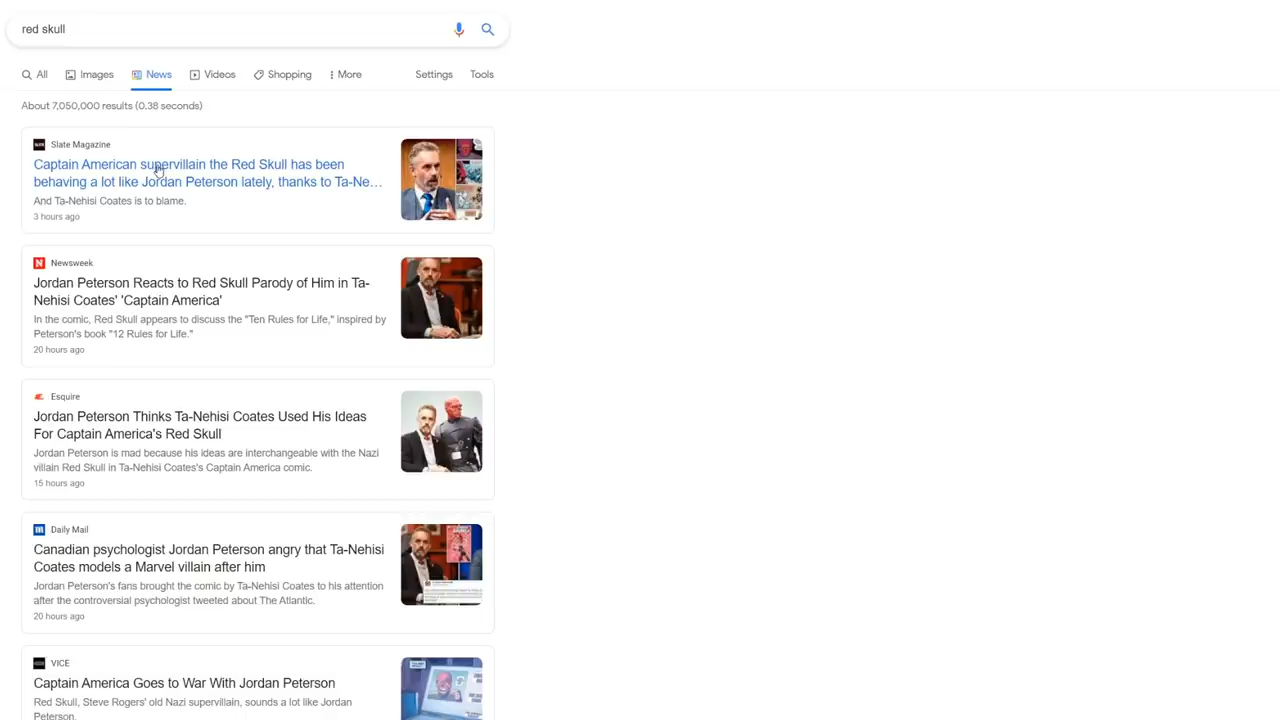 red skull
All Images News Videos Shopping More Settings Tools
About 7,050,000 results (0.38 seconds)
Slate Magazine
Captain American supervillain the Red Skull has been
behaving a lot like Jordan Peterson lately, thanks to Ta-Ne...
And Ta-Nehisi Coates is to blame.
3 hours ago
Newsweek
Jordan Peterson Reacts to Red Skull Parody of Him in Ta-
Nehisi Coates' 'Captain America'
In the comic, Red Skull appears to discuss the "Ten Rules for Life," inspired by
Peterson's book "12 Rules for Life."
20 hours ago
Esquire
Jordan Peterson Thinks Ta-Nehisi Coates Used His Ideas
For Captain America's Red Skull
Jordan Peterson is mad because his ideas are interchangeable with the Nazi
villain Red Skull in Ta-Nehisi Coates's Captain America comic.
15 hours ago
Daily Mail
Canadian psychologist Jordan Peterson angry that Ta-Nehisi
Coates models a Marvel villain after him
Jordan Peterson's fans brought the comic by Ta-Nehisi Coates to his attention
after the controversial psychologist tweeted about The Atlantic.
20 hours ago
VICE
Captain America Goes to War With Jordan Peterson
Red Skull, Steve Rogers' old Nazi supervillain, sounds a lot like Jordan
Peterson.